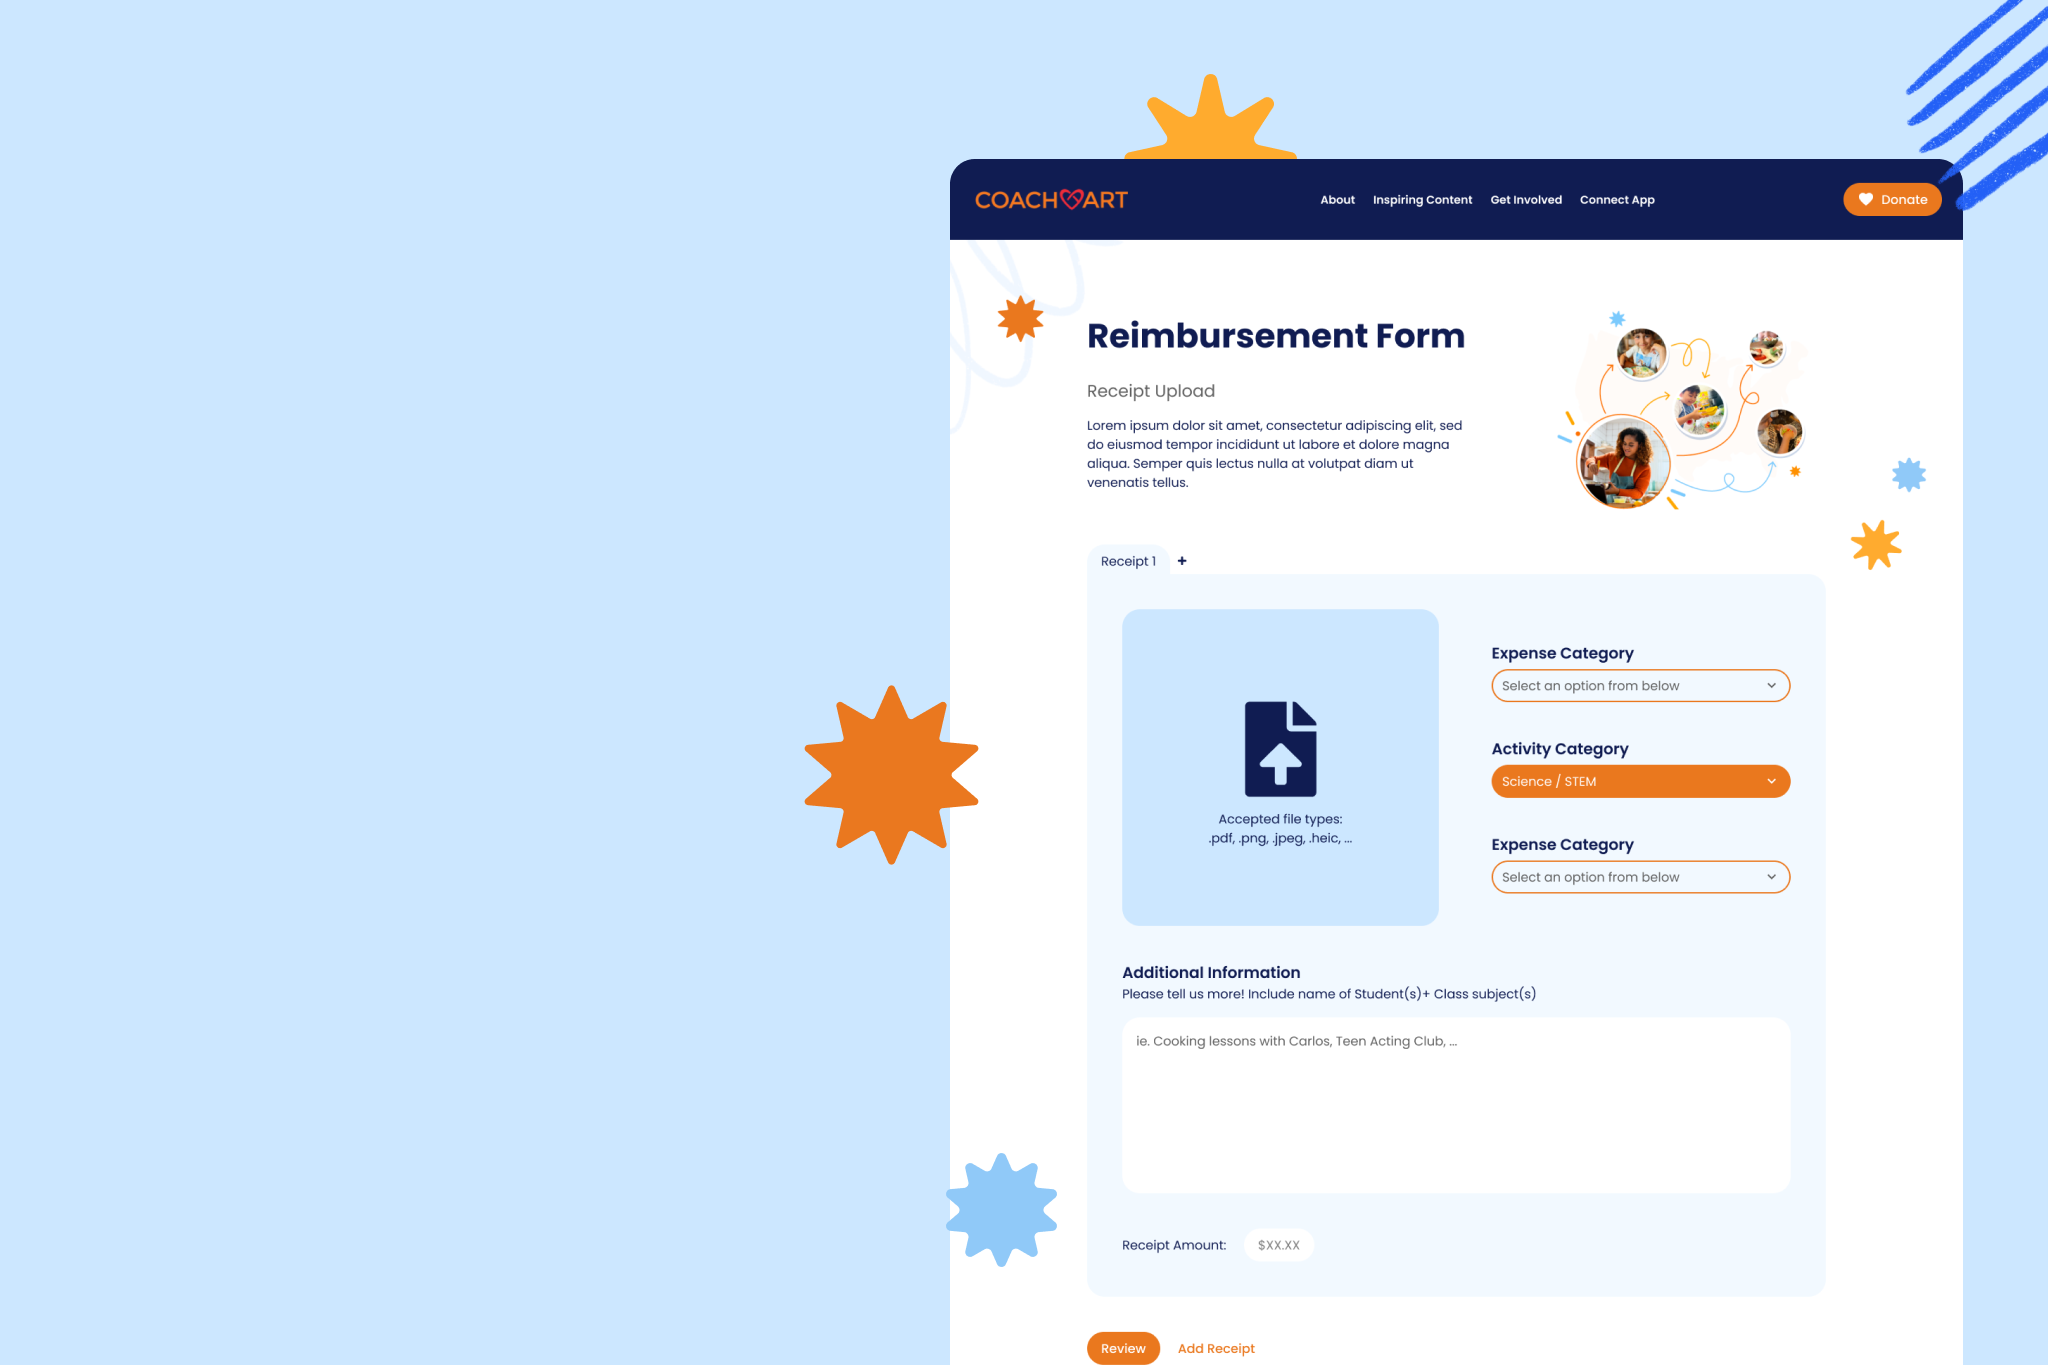 COACH ART
About Inspiring Content Get Involved Connect App
Donate
Reimbursement Form
Receipt Upload
Lorem ipsum dolor sit amet, consectetur adipiscing elit, sed
do eiusmod tempor incididunt ut labore et dolore magna
aliqua. Semper quis lectus nulla at volutpat diam ut
venenatis tellus.
Receipt 1 +
Accepted file types:
.pdf, .png, .jpeg, .heic, ...
Expense Category
Select an option from below
Activity Category
Science / STEM
Expense Category
Select an option from below
Additional Information
Please tell us more! Include name of Student(s)+ Class subject(s)
ie. Cooking lessons with Carlos, Teen Acting Club, ...
Receipt Amount: $XX.XX
Review Add Receipt